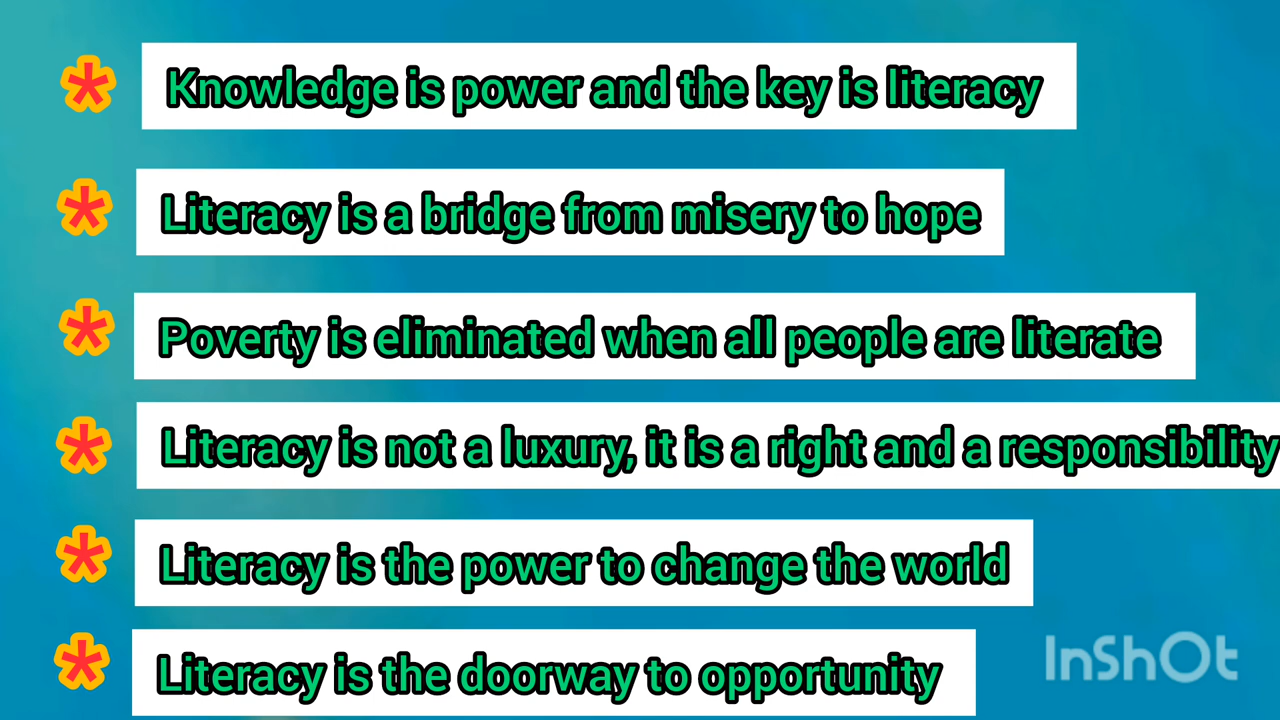 * Knowledge is power and the key is literacy
* Literacy is a bridge from misery to hope
* Poverty is eliminated when all people are literate
* Literacy is not a luxury, it is a right and a responsibility
* Literacy is the power to change the world
* Literacy is the doorway to opportunity
InShOt